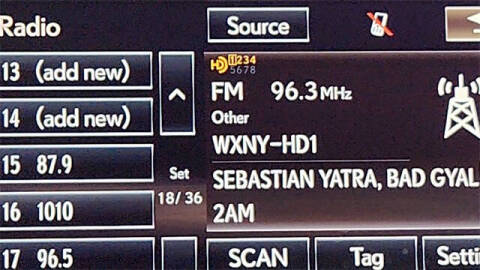 Radio
Source
13 (add new)
14 (add new)
15 87.9
16 1010
17 96.5
Set
18/36
HD 1234
5678
FM 96.3 MHz
Other
WXNY-HD1
SEBASTIAN YATRA, BAD GYAL
2AM
SCAN
Tag
Setti